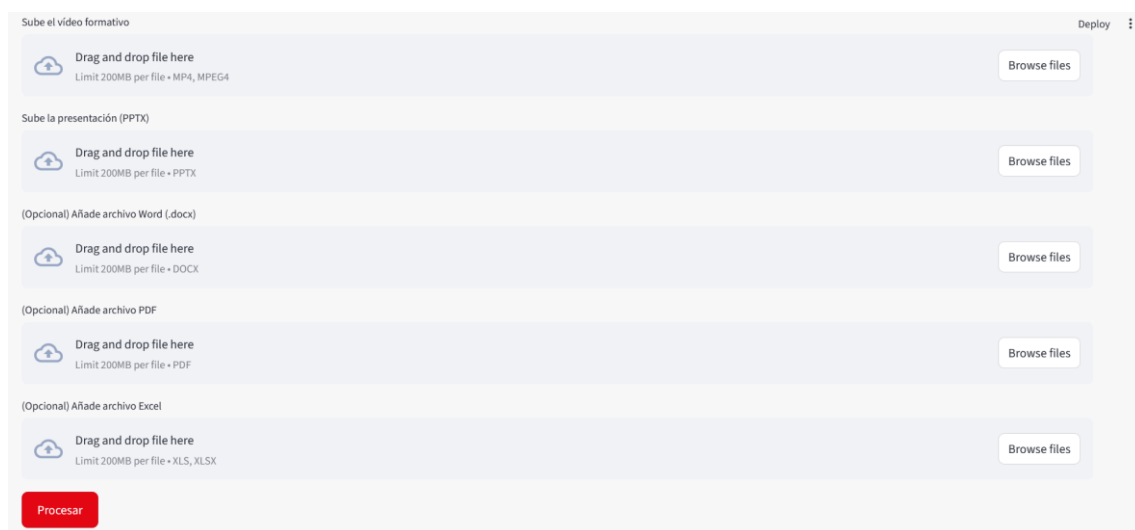 Sube el vídeo formativo
Deploy
Drag and drop file here
Limit 200MB per file • MP4, MPEG4
Browse files
Sube la presentación (PPTX)
Drag and drop file here
Limit 200MB per file • PPTX
Browse files
(Opcional) Añade archivo Word (.docx)
Drag and drop file here
Limit 200MB per file • DOCX
Browse files
(Opcional) Añade archivo PDF
Drag and drop file here
Limit 200MB per file • PDF
Browse files
(Opcional) Añade archivo Excel
Drag and drop file here
Limit 200MB per file • XLS, XLSX
Browse files
Procesar